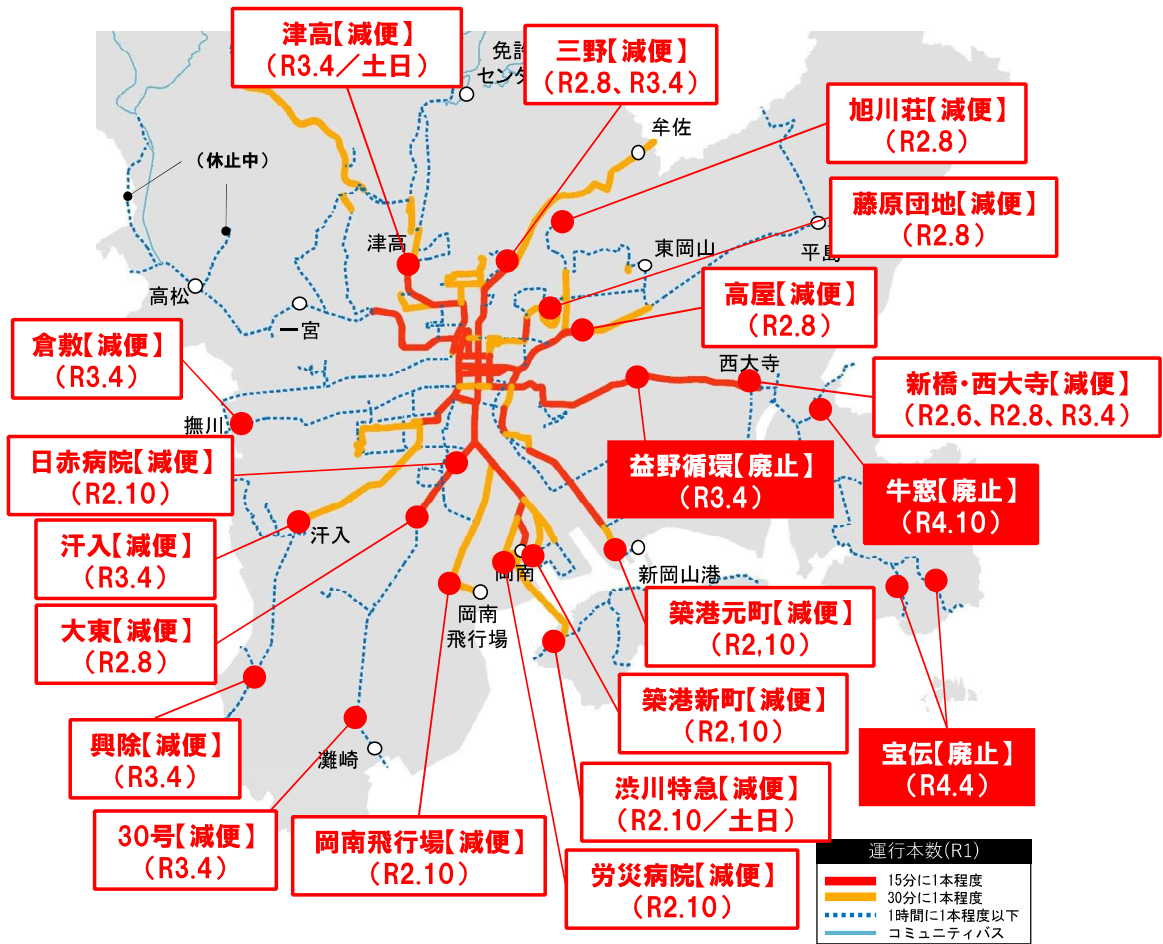 津高【減便】
(R3.4／土日)
免許
センタ
三野【減便】
(R2.8、R3.4)
牟佐
旭川荘【減便】
(R2.8)
(休止中)
藤原団地【減便】
(R2.8)
津高
東岡山
平島
高松
一宮
高屋【減便】
(R2.8)
倉敷【減便】
(R3.4)
西大寺
新橋・西大寺【減便】
(R2.6、R2.8、R3.4)
撫川
日赤病院【減便】
(R2.10)
益野循環【廃止】
(R3.4)
牛窓【廃止】
(R4.10)
汗入【減便】
(R3.4)
汗入
岡南
新岡山港
大東【減便】
(R2.8)
岡南
飛行場
築港元町【減便】
(R2,10)
築港新町【減便】
(R2,10)
興除【減便】
(R3.4)
灘崎
宝伝【廃止】
(R4.4)
渋川特急【減便】
(R2.10／土日)
30号【減便】
(R3.4)
岡南飛行場【減便】
(R2.10)
労災病院【減便】
(R2.10)
運行本数(R1)
15分に1本程度
30分に1本程度
1時間に1本程度以下
コミュニティバス